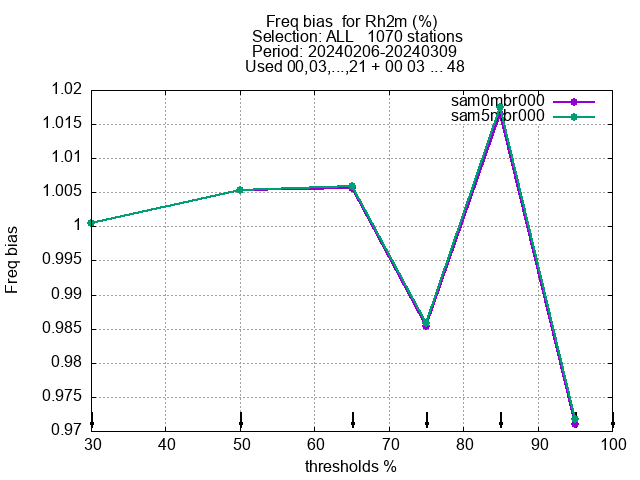 Freq bias  for Rh2m (%)
Selection: ALL   1070 stations
Period: 20240206-20240309
Used 00,03,...,21 + 00 03 ... 48
1.02
1.015
1.01
1.005
1
0.995
0.99
0.985
0.98
0.975
0.97
Freq bias
sam0mbr000
sam5mbr000
30 40 50 60 70 80 90 100
thresholds %